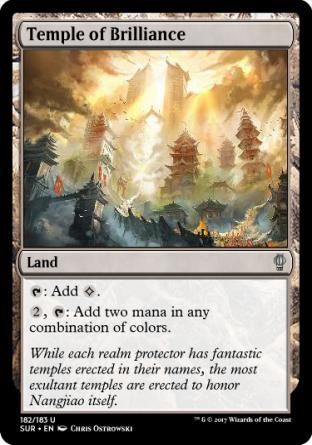 Temple of Brilliance
Land
: Add .
2, : Add two mana in any
combination of colors.
While each realm protector has fantastic
temples erected in their names, the most
exultant temples are erected to honor
Nangjiao itself.
182/183 U
SUR • EN Chris Ostrowski
™ & © 2017 Wizards of the Coast